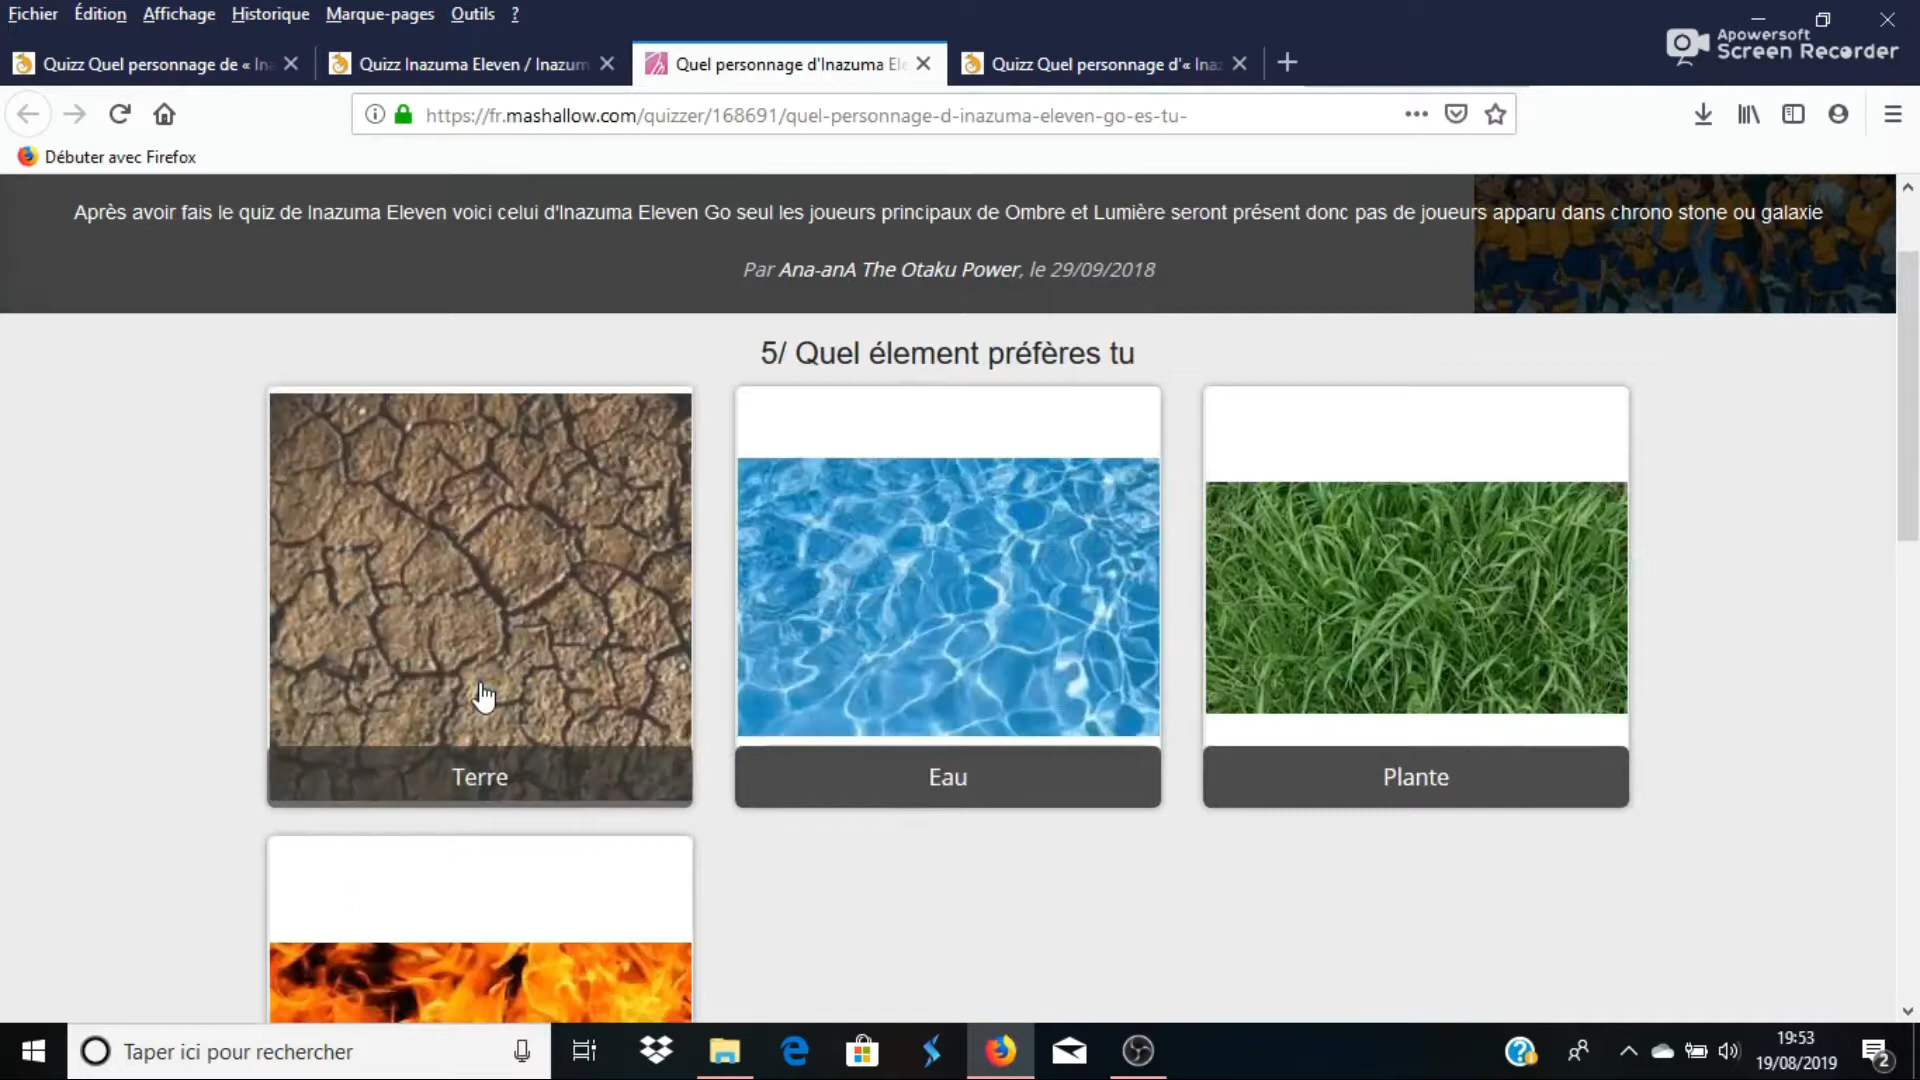 Fichier Édition Affichage Historique Marque-pages Outils ?
Apowersoft
Screen Recorder
Quizz Quel personnage de « Ina
Quizz Inazuma Eleven / Inazum
Quel personnage d'Inazuma Ele
Quizz Quel personnage d'« Ina
https://fr.mashallow.com/quizzer/168691/quel-personnage-d-inazuma-eleven-go-es-tu-
Débuter avec Firefox
Après avoir fais le quiz de Inazuma Eleven voici celui d'Inazuma Eleven Go seul les joueurs principaux de Ombre et Lumière seront présent donc pas de joueurs apparu dans chrono stone ou galaxie
Par Ana-anA The Otaku Power, le 29/09/2018
5/ Quel élement préfères tu
Terre
Eau
Plante
Taper ici pour rechercher
19:53
19/08/2019
2